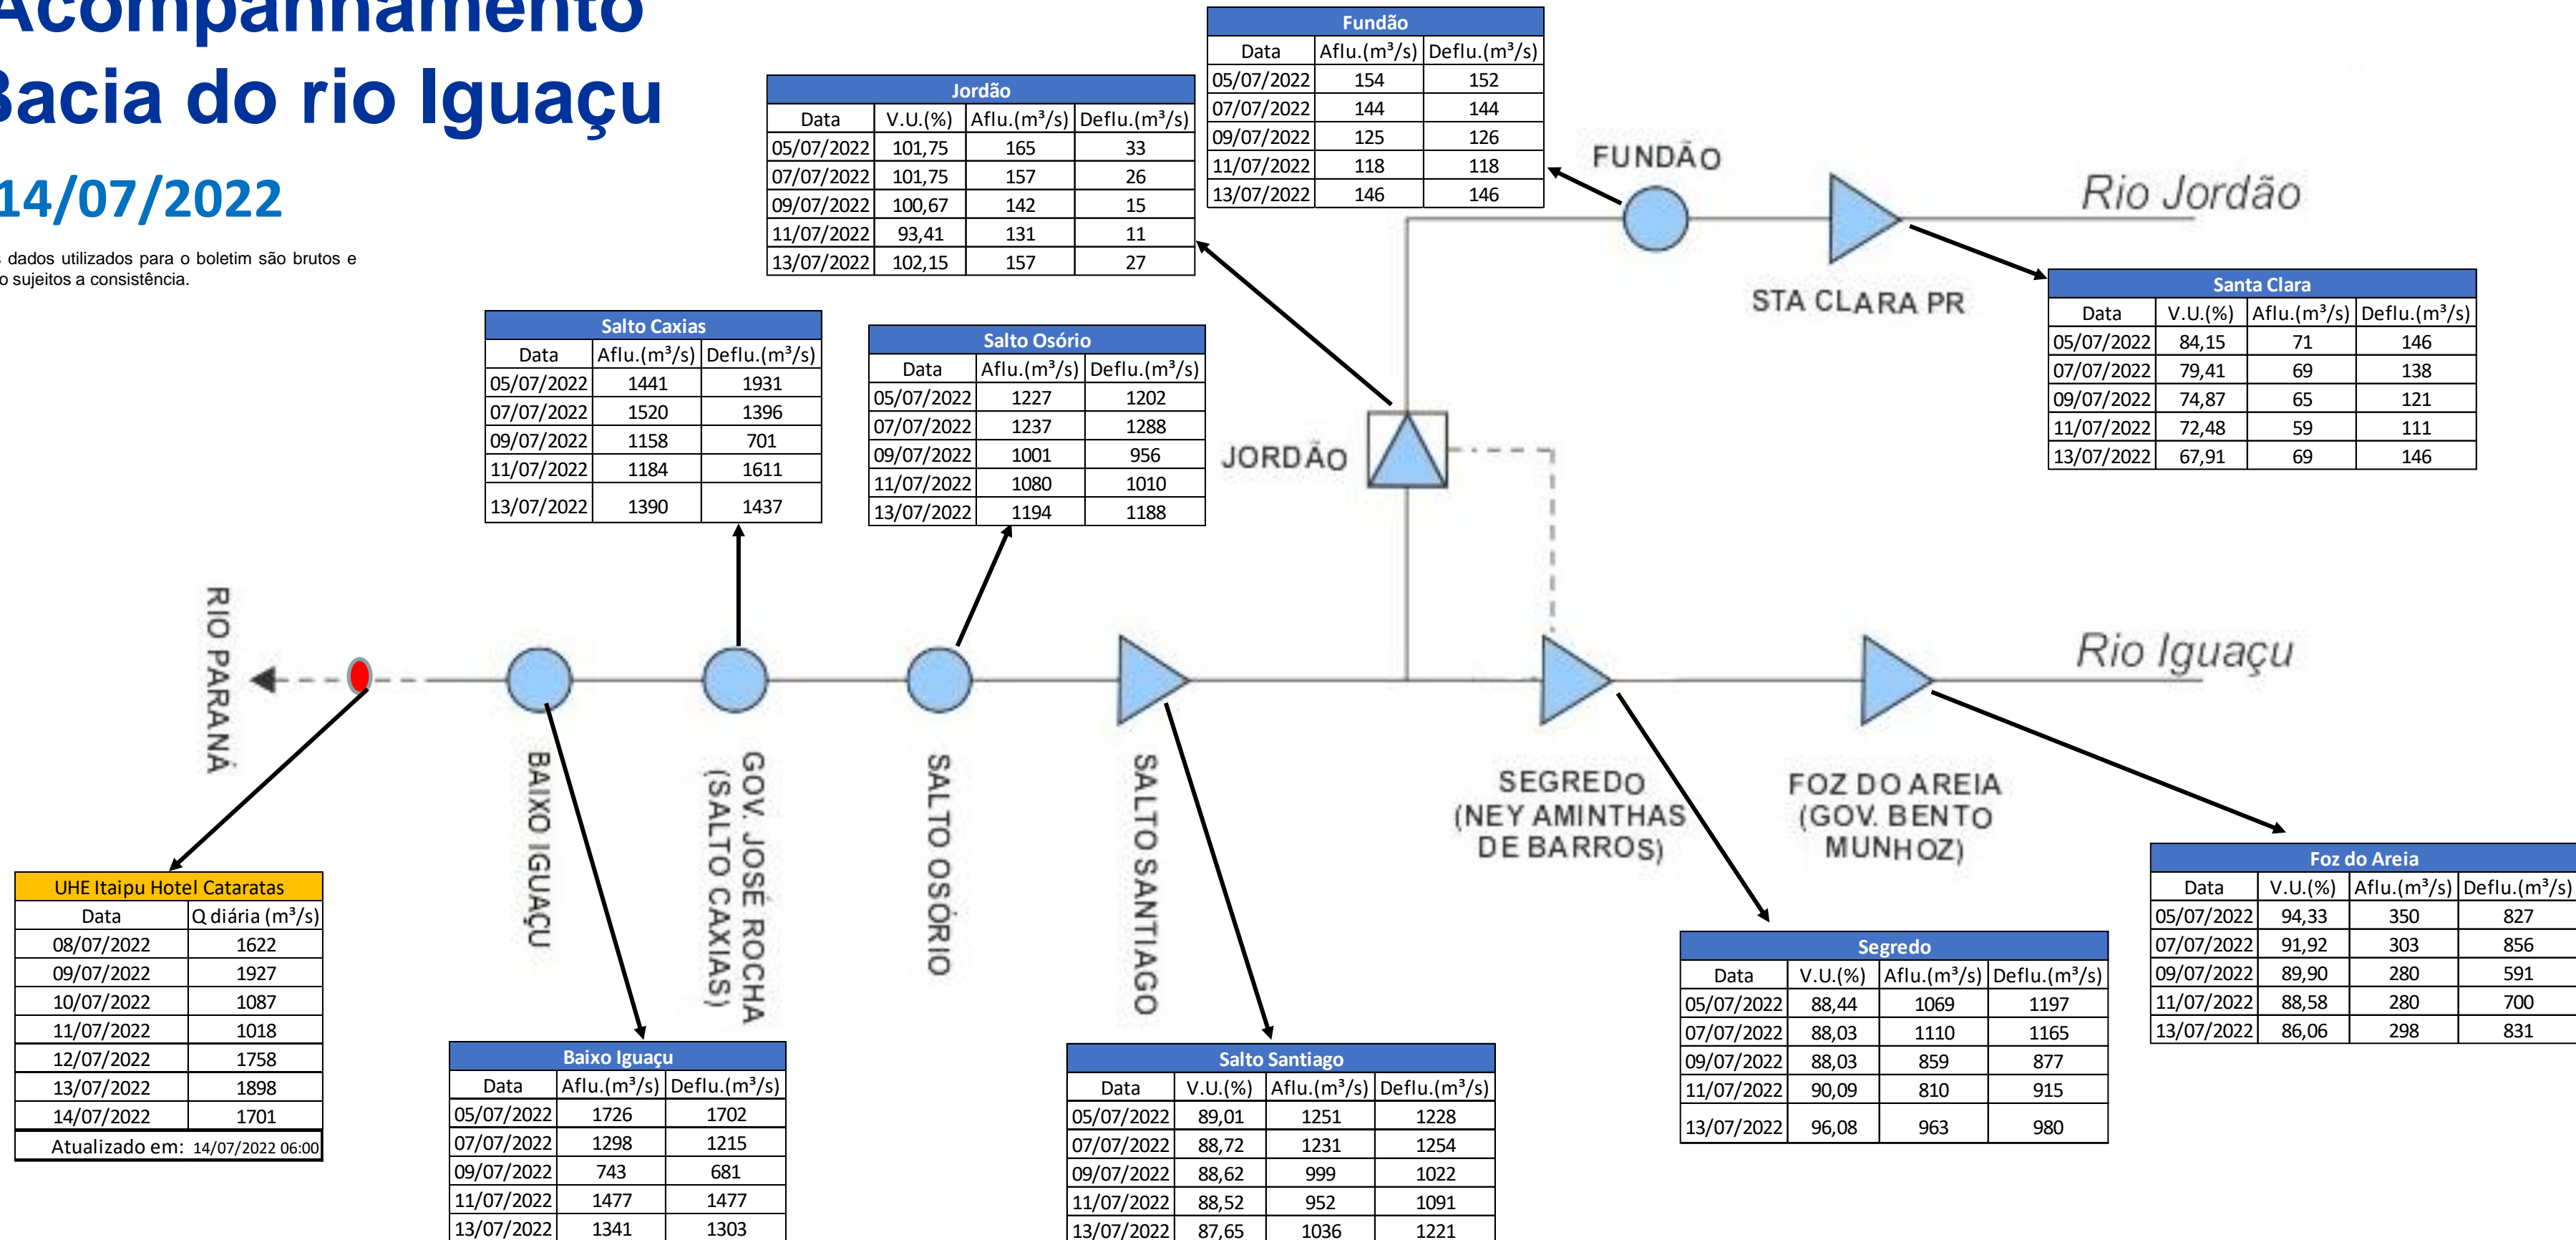 Acompanhamento
Bacia do rio Iguaçu
14/07/2022
s dados utilizados para o boletim são brutos e
o sujeitos a consistência.
Fundão
Data Aflu.(m³/s) Deflu.(m³/s)
05/07/2022 154 152
07/07/2022 144 144
09/07/2022 125 126
11/07/2022 118 118
13/07/2022 146 146
Jordão
Data V.U.(%) Aflu.(m³/s) Deflu.(m³/s)
05/07/2022 101,75 165 33
07/07/2022 101,75 157 26
09/07/2022 100,67 142 15
11/07/2022 93,41 131 11
13/07/2022 102,15 157 27
FUNDÃO
Rio Jordão
STA CLARA PR
Santa Clara
Data V.U.(%) Aflu.(m³/s) Deflu.(m³/s)
05/07/2022 84,15 71 146
07/07/2022 79,41 69 138
09/07/2022 74,87 65 121
11/07/2022 72,48 59 111
13/07/2022 67,91 69 146
Salto Caxias
Data Aflu.(m³/s) Deflu.(m³/s)
05/07/2022 1441 1931
07/07/2022 1520 1396
09/07/2022 1158 701
11/07/2022 1184 1611
13/07/2022 1390 1437
Salto Osório
Data Aflu.(m³/s) Deflu.(m³/s)
05/07/2022 1227 1202
07/07/2022 1237 1288
09/07/2022 1001 956
11/07/2022 1080 1010
13/07/2022 1194 1188
JORDÃO
RIO PARANÁ
Rio Iguaçu
BAIXO IGUAÇU
GOV. JOSÉ ROCHA
(SALTO CAXIAS)
SALTO OSÓRIO
SALTO SANTIAGO
SEGREDO
(NEY AMINTHAS
DE BARROS)
FOZ DO AREIA
(GOV. BENTO
MUNHOZ)
UHE Itaipu Hotel Cataratas
Data Q diária (m³/s)
08/07/2022 1622
09/07/2022 1927
10/07/2022 1087
11/07/2022 1018
12/07/2022 1758
13/07/2022 1898
14/07/2022 1701
Atualizado em: 14/07/2022 06:00
Baixo Iguaçu
Data Aflu.(m³/s) Deflu.(m³/s)
05/07/2022 1726 1702
07/07/2022 1298 1215
09/07/2022 743 681
11/07/2022 1477 1477
13/07/2022 1341 1303
Salto Santiago
Data V.U.(%) Aflu.(m³/s) Deflu.(m³/s)
05/07/2022 89,01 1251 1228
07/07/2022 88,72 1231 1254
09/07/2022 88,62 999 1022
11/07/2022 88,52 952 1091
13/07/2022 87,65 1036 1221
Segredo
Data V.U.(%) Aflu.(m³/s) Deflu.(m³/s)
05/07/2022 88,44 1069 1197
07/07/2022 88,03 1110 1165
09/07/2022 88,03 859 877
11/07/2022 90,09 810 915
13/07/2022 96,08 963 980
Foz do Areia
Data V.U.(%) Aflu.(m³/s) Deflu.(m³/s)
05/07/2022 94,33 350 827
07/07/2022 91,92 303 856
09/07/2022 89,90 280 591
11/07/2022 88,58 280 700
13/07/2022 86,06 298 831